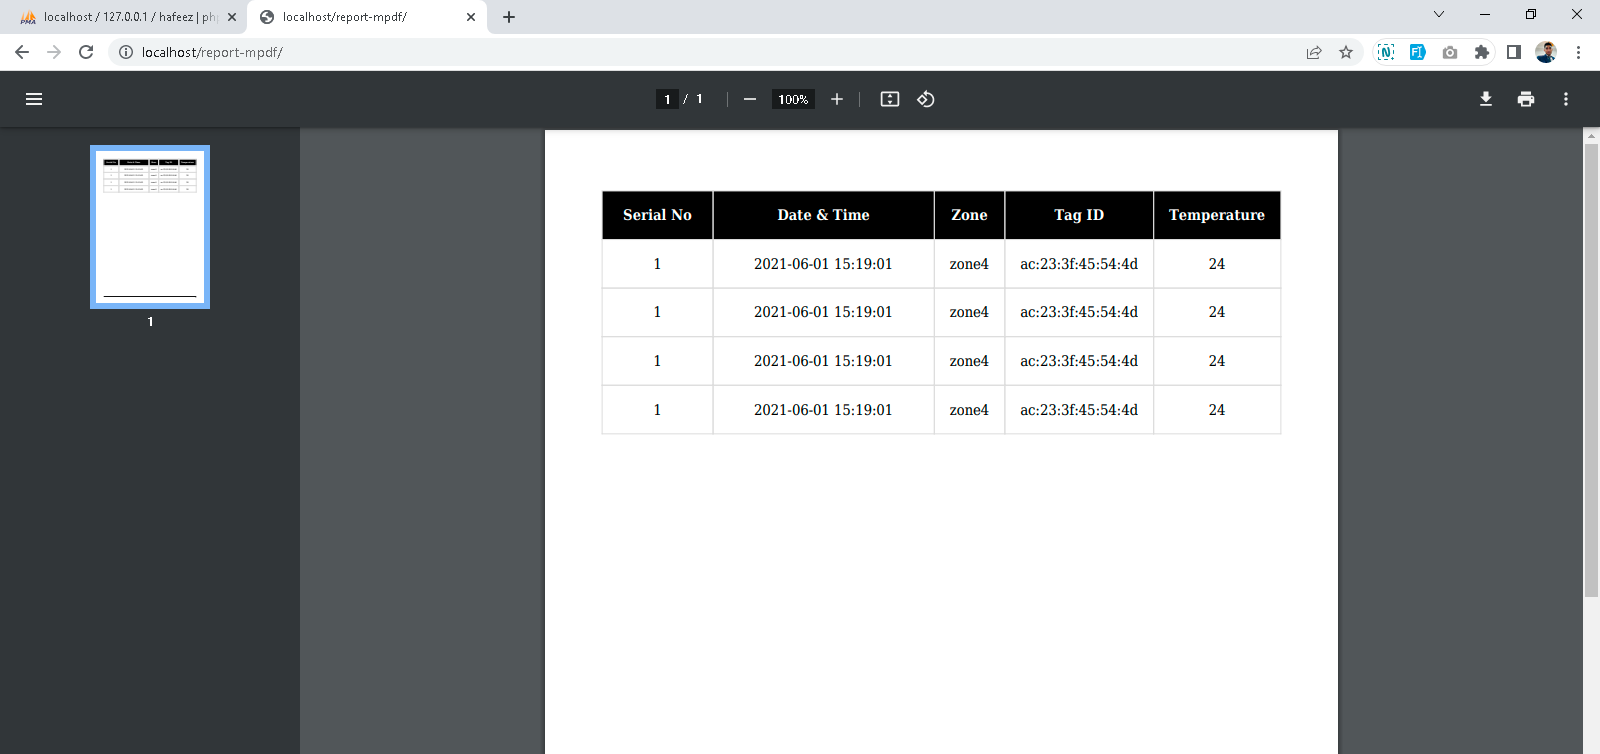 PMA localhost / 127.0.0.1 / hafeez | ph
localhost/report-mpdf/
localhost/report-mpdf/
1 / 1
100%
1
Serial No Date & Time Zone Tag ID Temperature
1 2021-06-01 15:19:01 zone4 ac:23:3f:45:54:4d 24
1 2021-06-01 15:19:01 zone4 ac:23:3f:45:54:4d 24
1 2021-06-01 15:19:01 zone4 ac:23:3f:45:54:4d 24
1 2021-06-01 15:19:01 zone4 ac:23:3f:45:54:4d 24